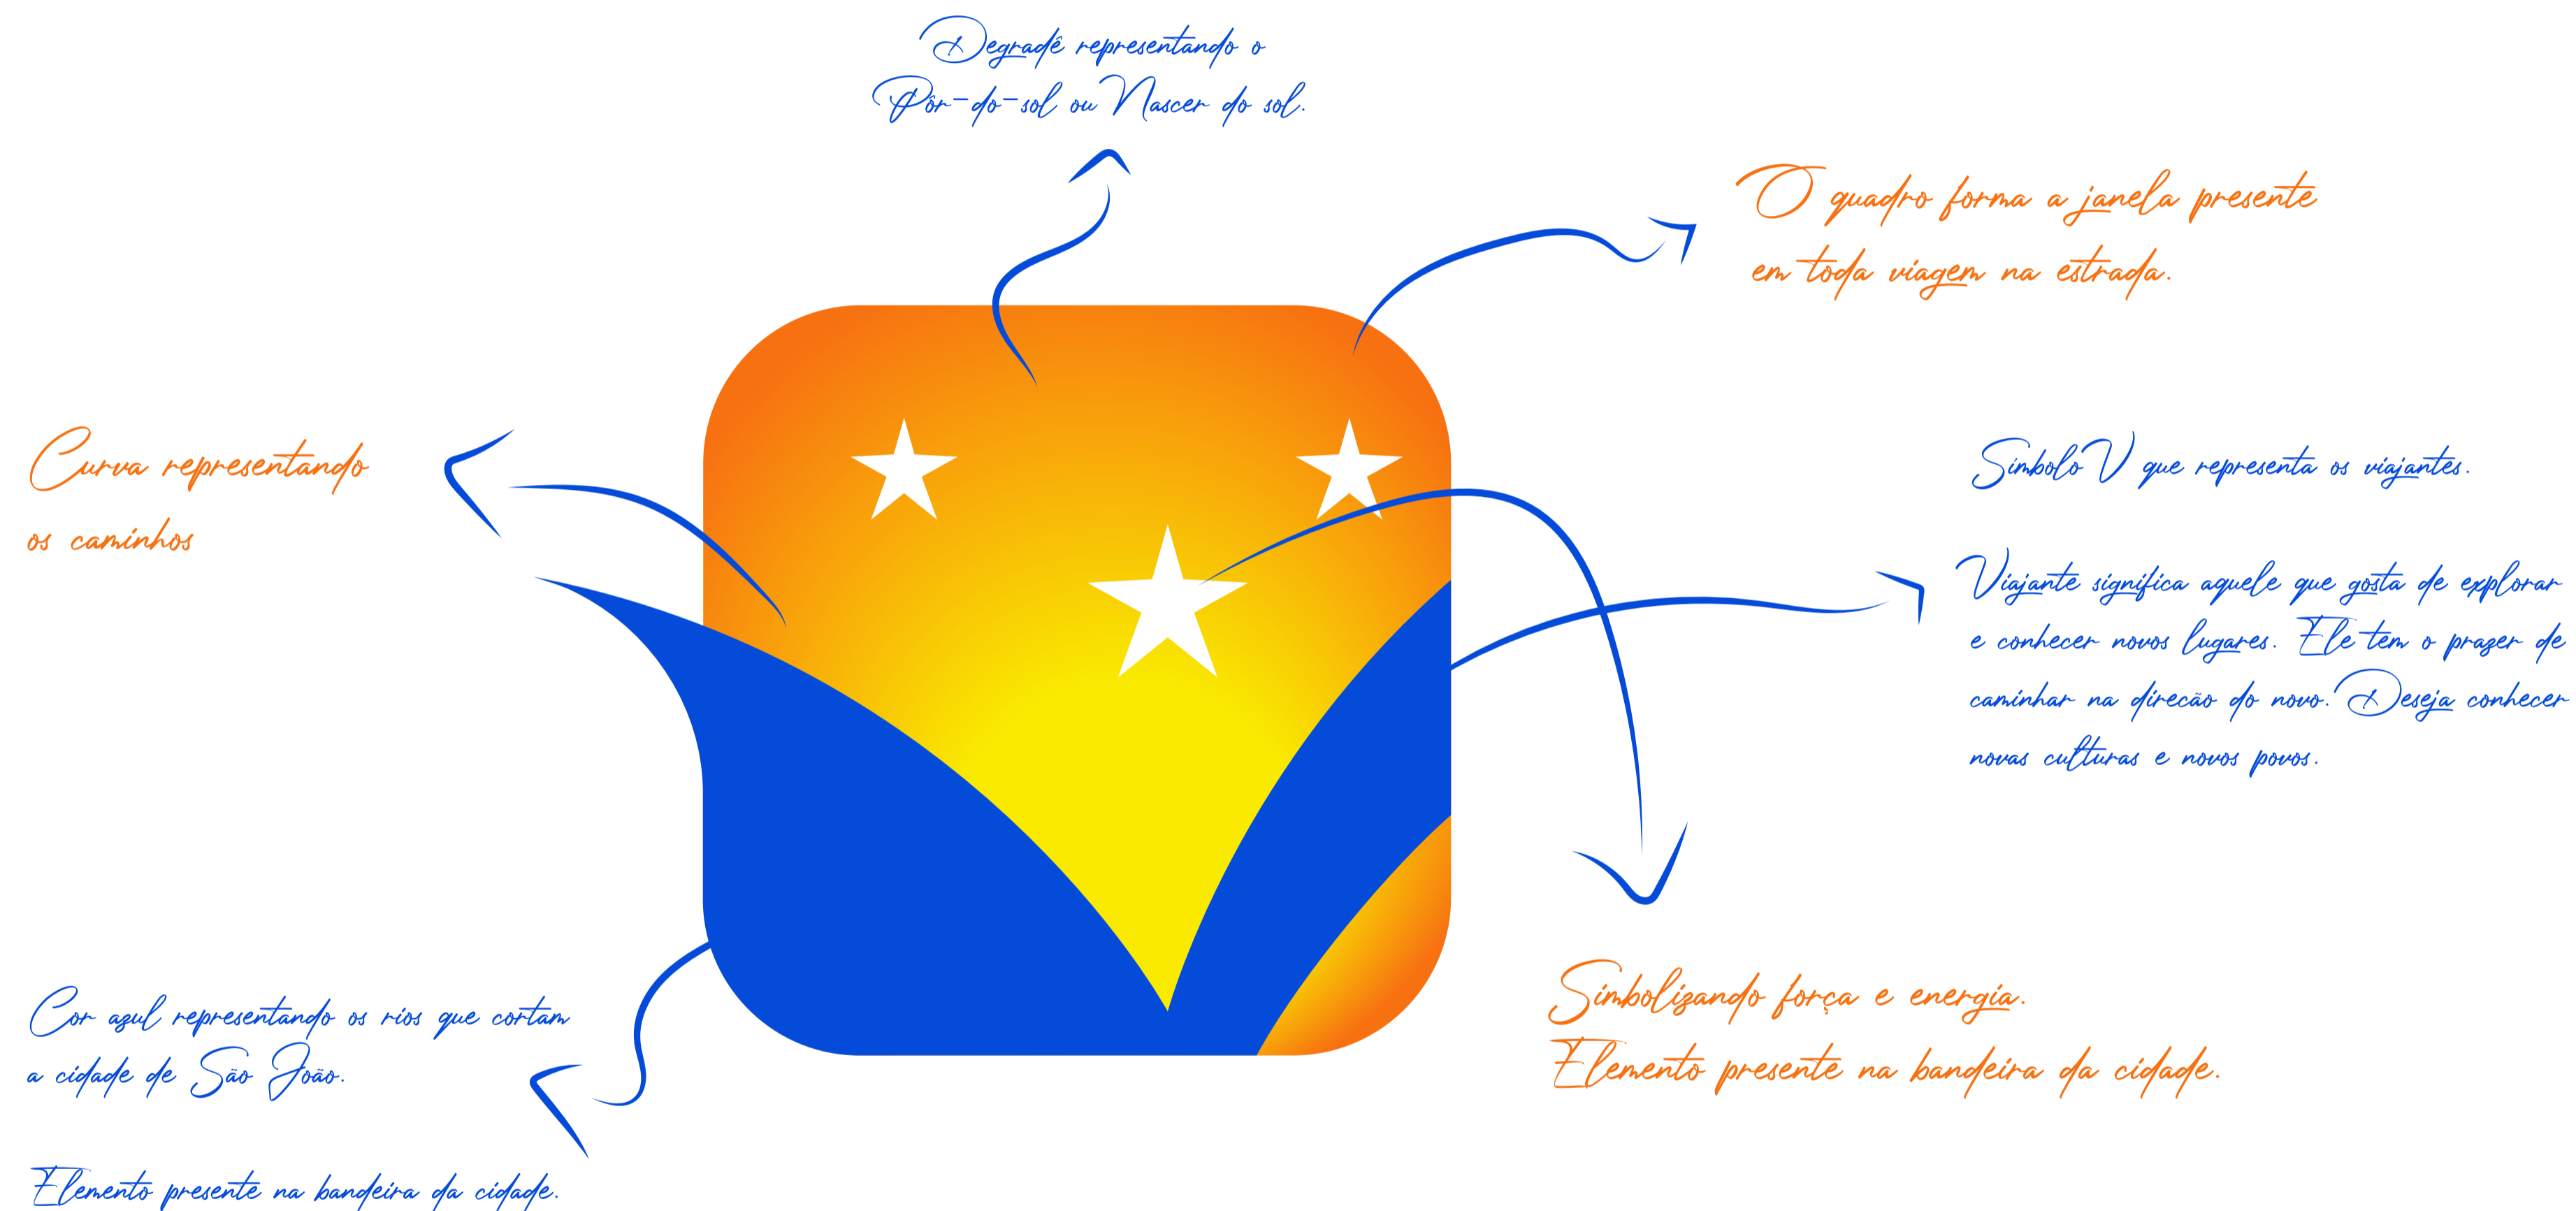 Degradê representando o
Pôr-do-sol ou Nascer do sol.
O quadro forma a janela presente
em toda viagem na estrada.
Curva representando
os caminhos
Simbolo V que representa os viajantes.
Viajante significa aquele que gosta de explorar
e conhecer novos lugares. Ele tem o prazer de
caminhar na direcão do novo. Deseja conhecer
novas culturas e novos povos.
Simbolizando força e energia.
Elemento presente na bandeira da cidade.
Cor azul representando os rios que cortam
a cidade de São João.
Elemento presente na bandeira da cidade.